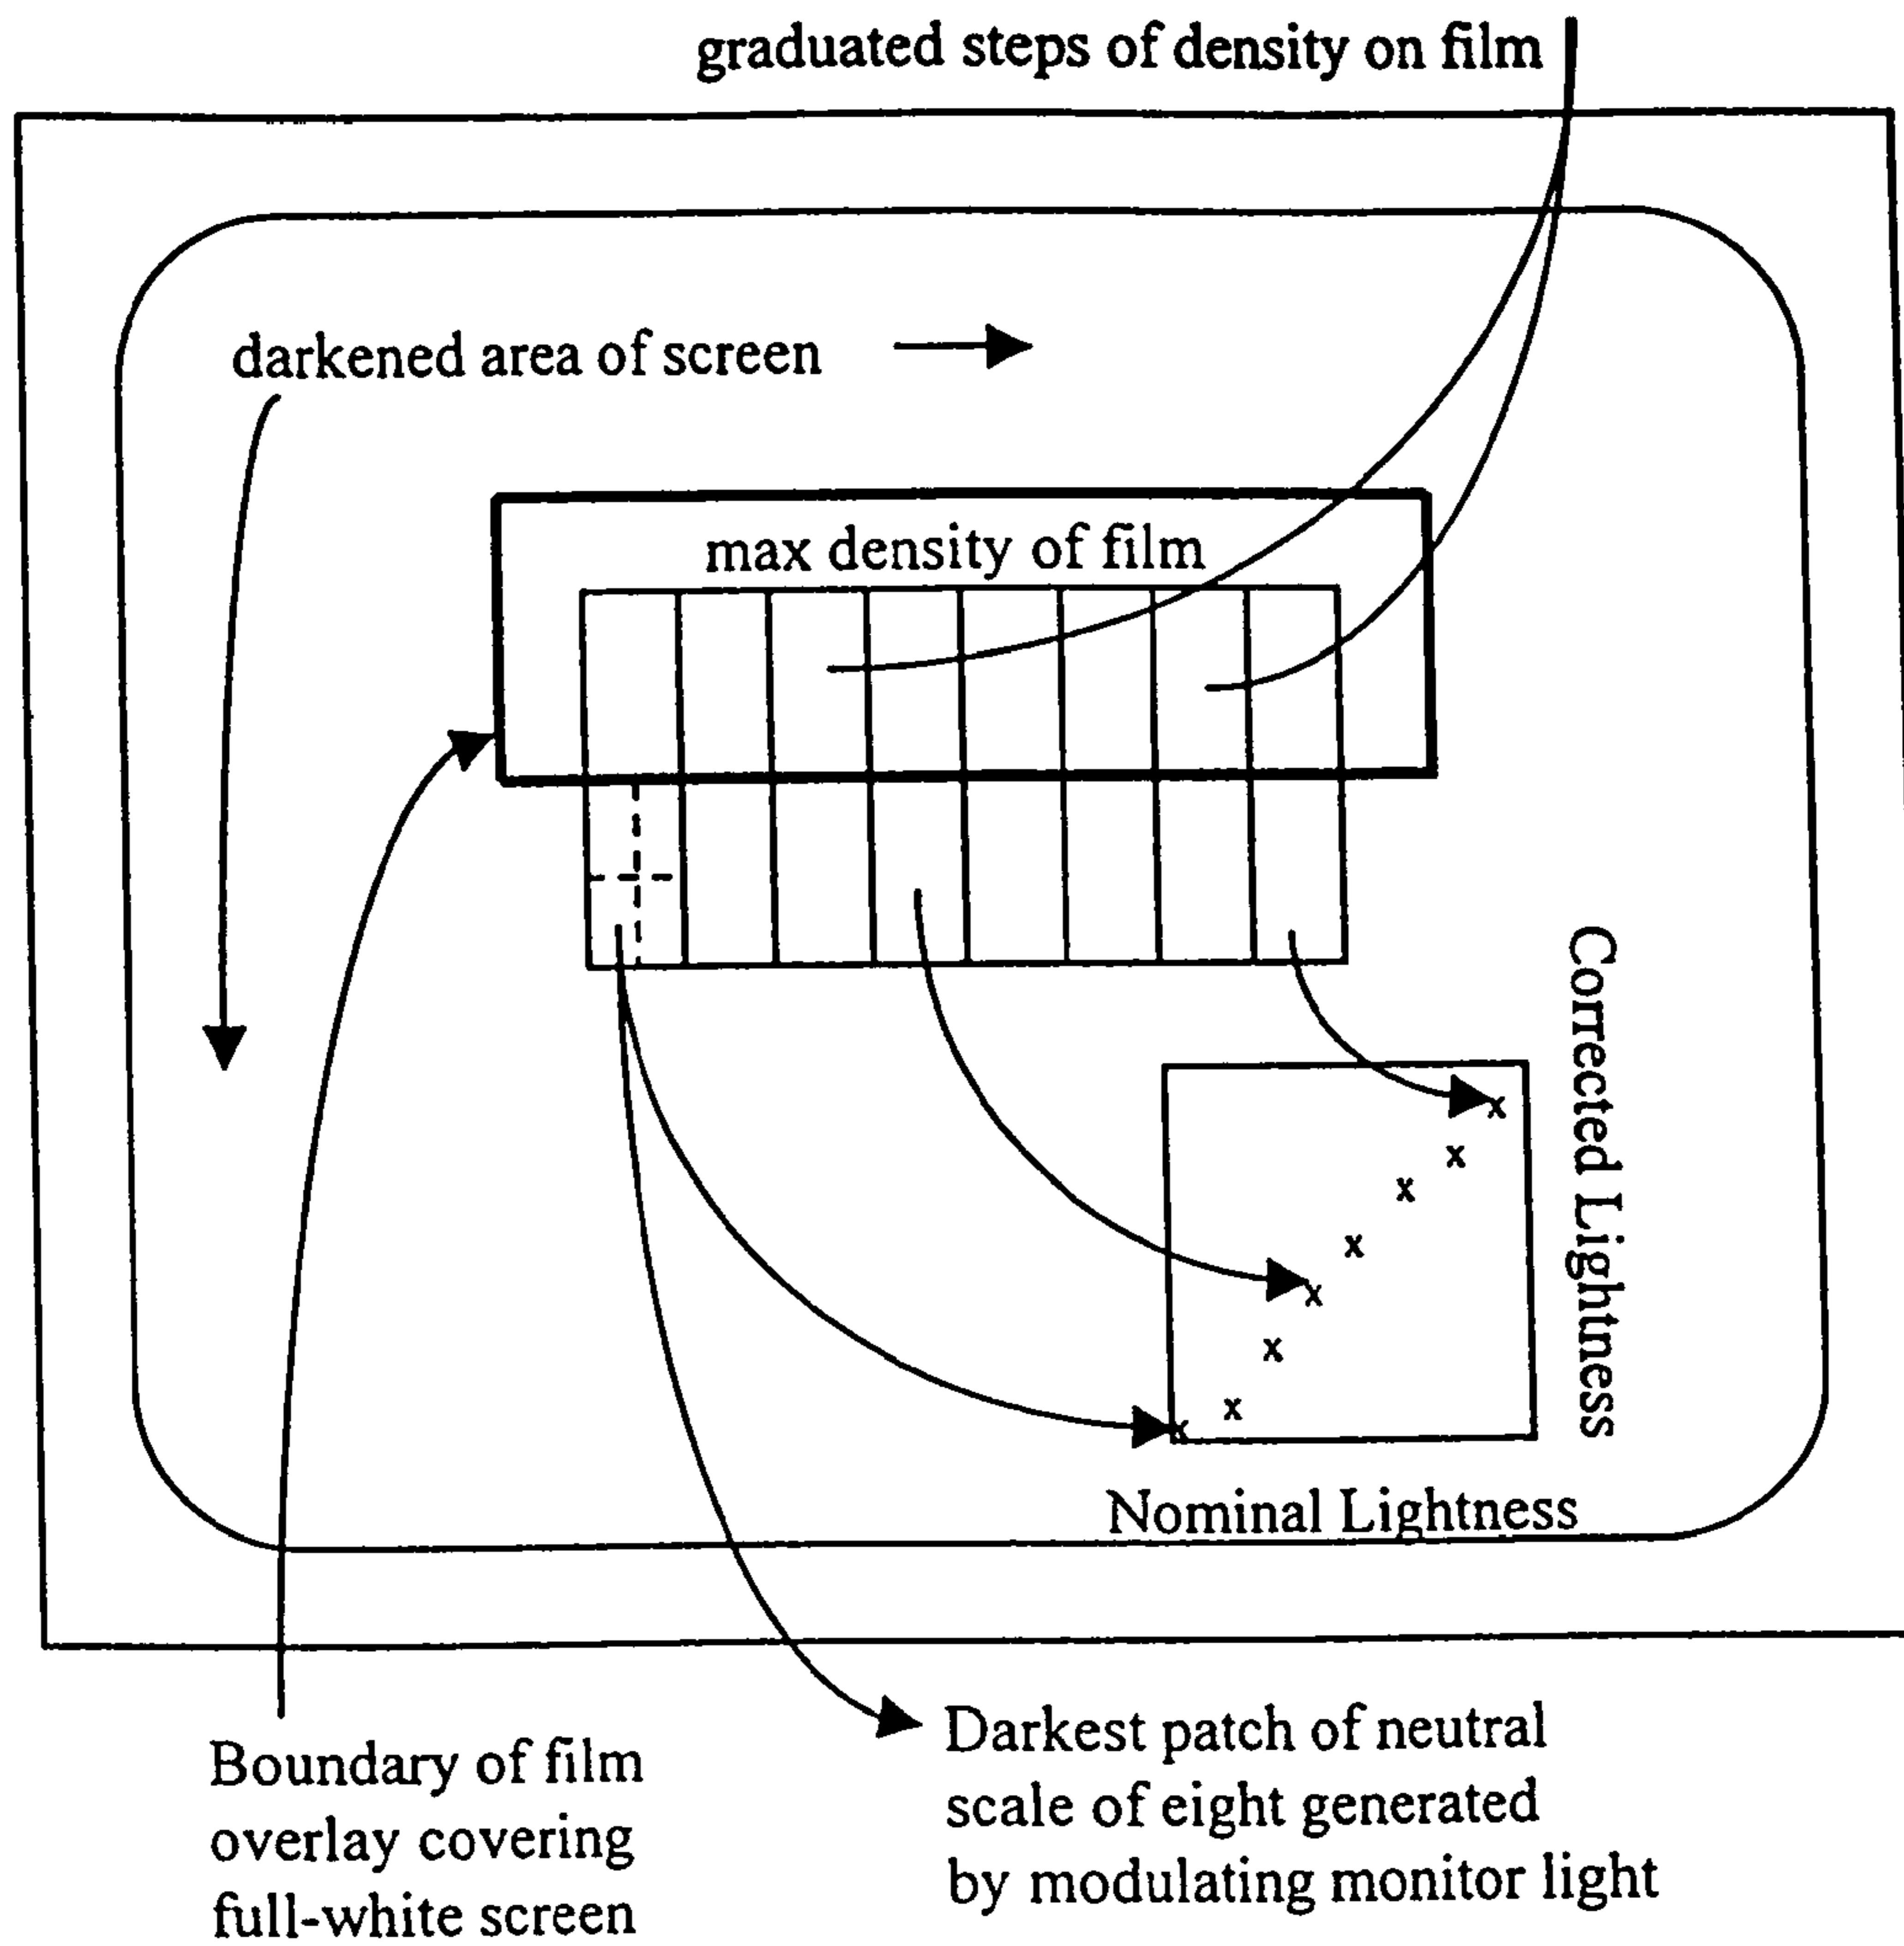 graduated steps of density on film
darkened area of screen
max density of film
Corrected Lightness
x
x
x
x
x
x
x
x
Nominal Lightness
Boundary of film
overlay covering
full-white screen
Darkest patch of neutral
scale of eight generated
by modulating monitor light